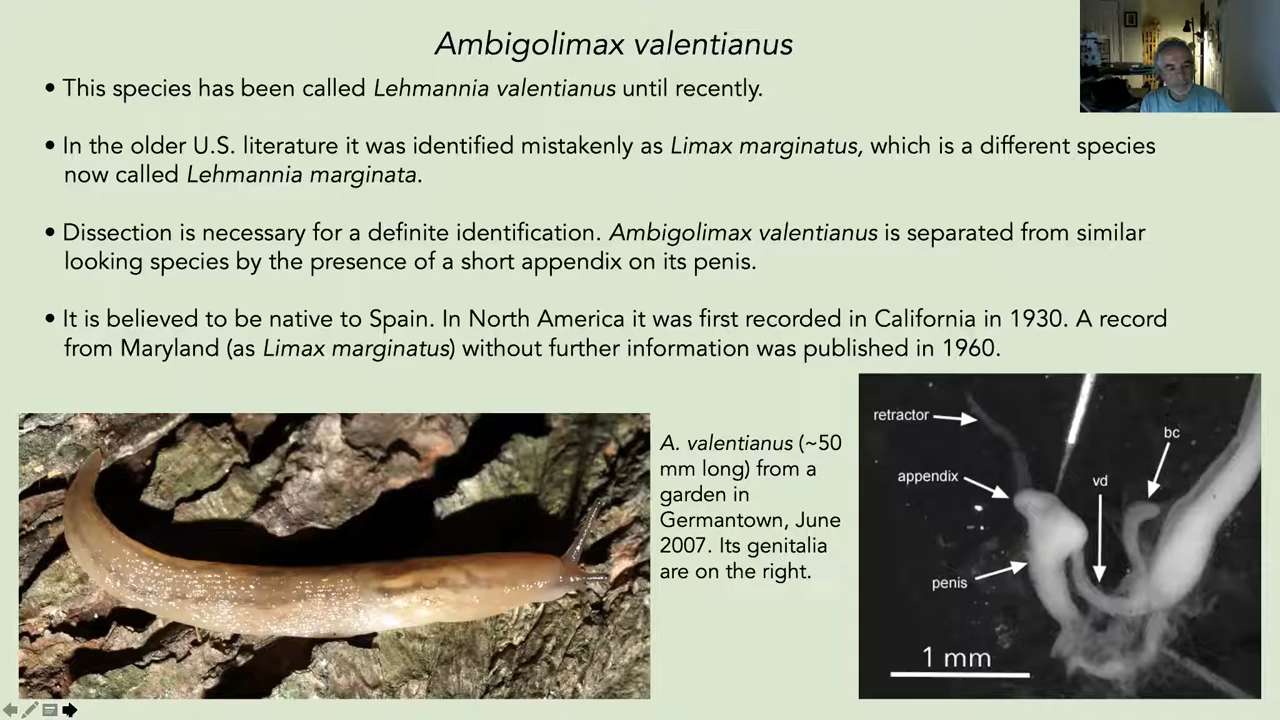 Ambigolimax valentianus
• This species has been called Lehmannia valentianus until recently.
• In the older U.S. literature it was identified mistakenly as Limax marginatus, which is a different species
now called Lehmannia marginata.
• Dissection is necessary for a definite identification. Ambigolimax valentianus is separated from similar
looking species by the presence of a short appendix on its penis.
• It is believed to be native to Spain. In North America it was first recorded in California in 1930. A record
from Maryland (as Limax marginatus) without further information was published in 1960.
A. valentianus (~50
mm long) from a
garden in
Germantown, June
2007. Its genitalia
are on the right.
retractor
bc
appendix
vd
penis
1 mm